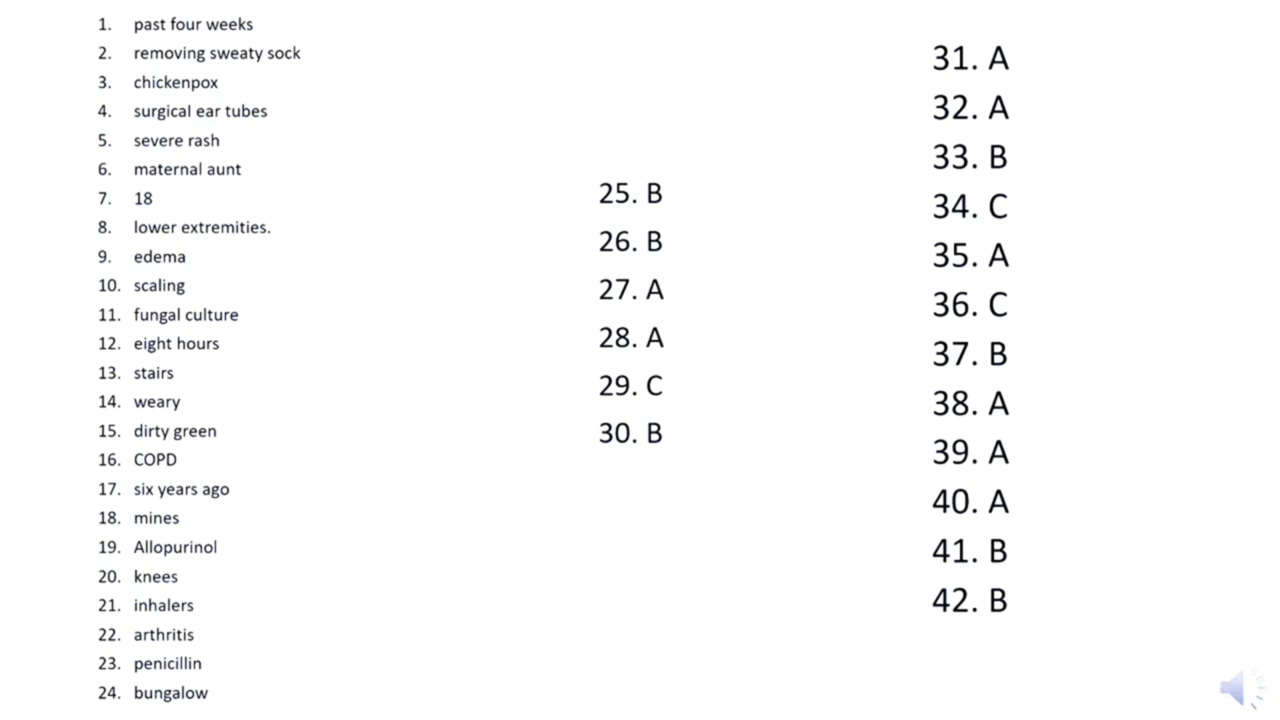 1. past four weeks
2. removing sweaty sock
3. chickenpox
4. surgical ear tubes
5. severe rash
6. maternal aunt
7. 18
8. lower extremities.
9. edema
10. scaling
11. fungal culture
12. eight hours
13. stairs
14. weary
15. dirty green
16. COPD
17. six years ago
18. mines
19. Allopurinol
20. knees
21. inhalers
22. arthritis
23. penicillin
24. bungalow
25. B
26. B
27. A
28. A
29. C
30. B
31. A
32. A
33. B
34. C
35. A
36. C
37. B
38. A
39. A
40. A
41. B
42. B